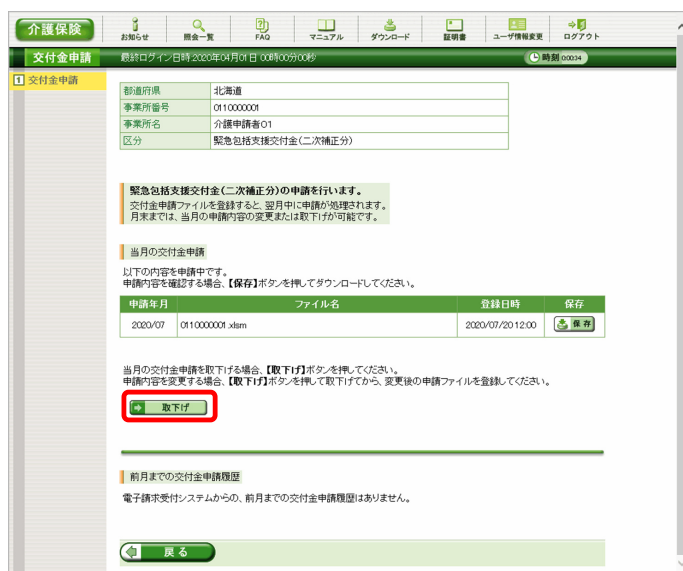 介護保険
お知らせ
照会一覧
FAQ
マニュアル
ダウンロード
証明書
ユーザ情報変更
ログアウト
交付金申請
最終ログイン日時:2020年04月01日 00時00分00秒
時刻 00:00:34
1 交付金申請
都道府県 北海道
事業所番号 0110000001
事業所名 介護申請者01
区分 緊急包括支援交付金(二次補正分)
緊急包括支援交付金(二次補正分)の申請を行います。
交付金申請ファイルを登録すると、翌月中に申請が処理されます。
月末までは、当月の申請内容の変更または取下げが可能です。
当月の交付金申請
以下の内容を申請中です。
申請内容を確認する場合、【保存】ボタンを押してダウンロードしてください。
申請年月 ファイル名 登録日時 保存
2020/07 0110000001.xlsm 2020/07/20 12:00 保存
当月の交付金申請を取下げる場合、【取下げ】ボタンを押してください。
申請内容を変更する場合、【取下げ】ボタンを押して取下げてから、変更後の申請ファイルを登録してください。
取下げ
前月までの交付金申請履歴
電子請求受付システムからの、前月までの交付金申請履歴はありません。
戻る